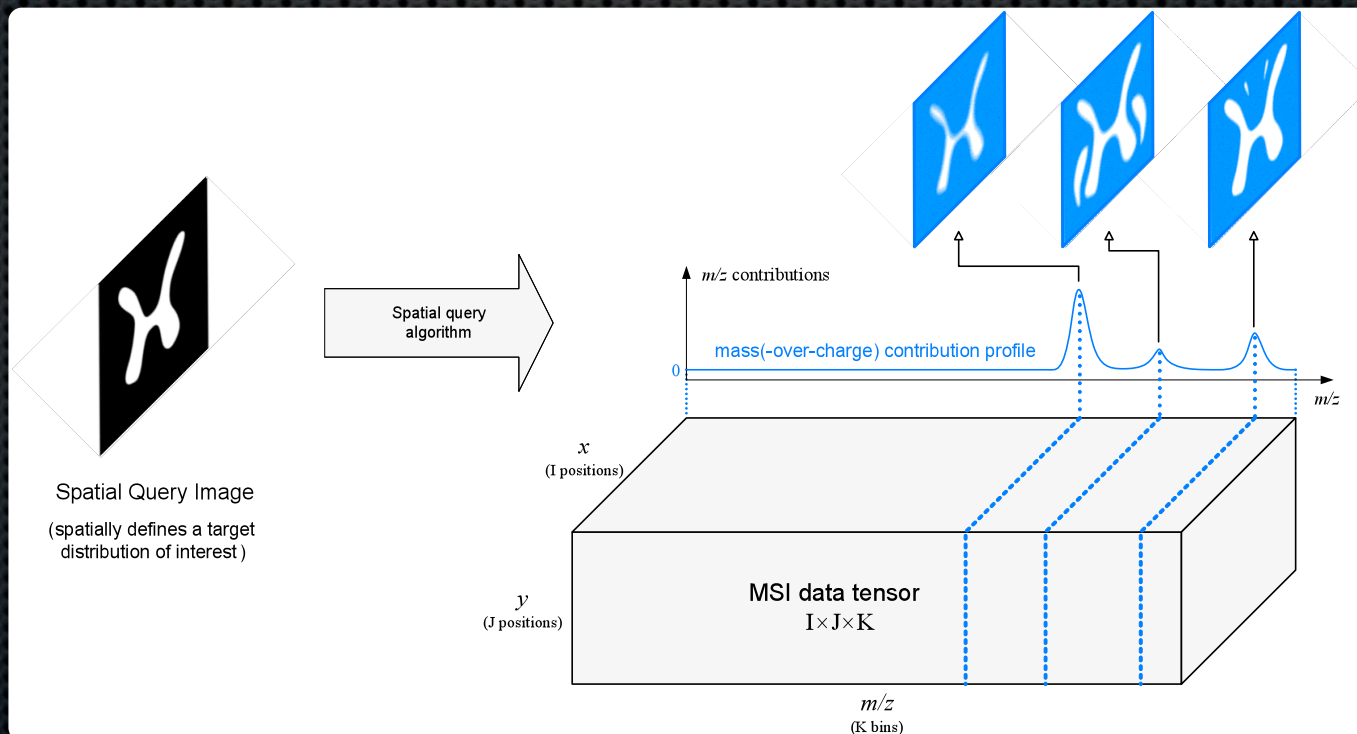 m/z contributions
Spatial query
algorithm
mass(-over-charge) contribution profile
0
m/z
x
(I positions)
Spatial Query Image
(spatially defines a target
distribution of interest )
MSI data tensor
I×J×K
y
(J positions)
m/z
(K bins)